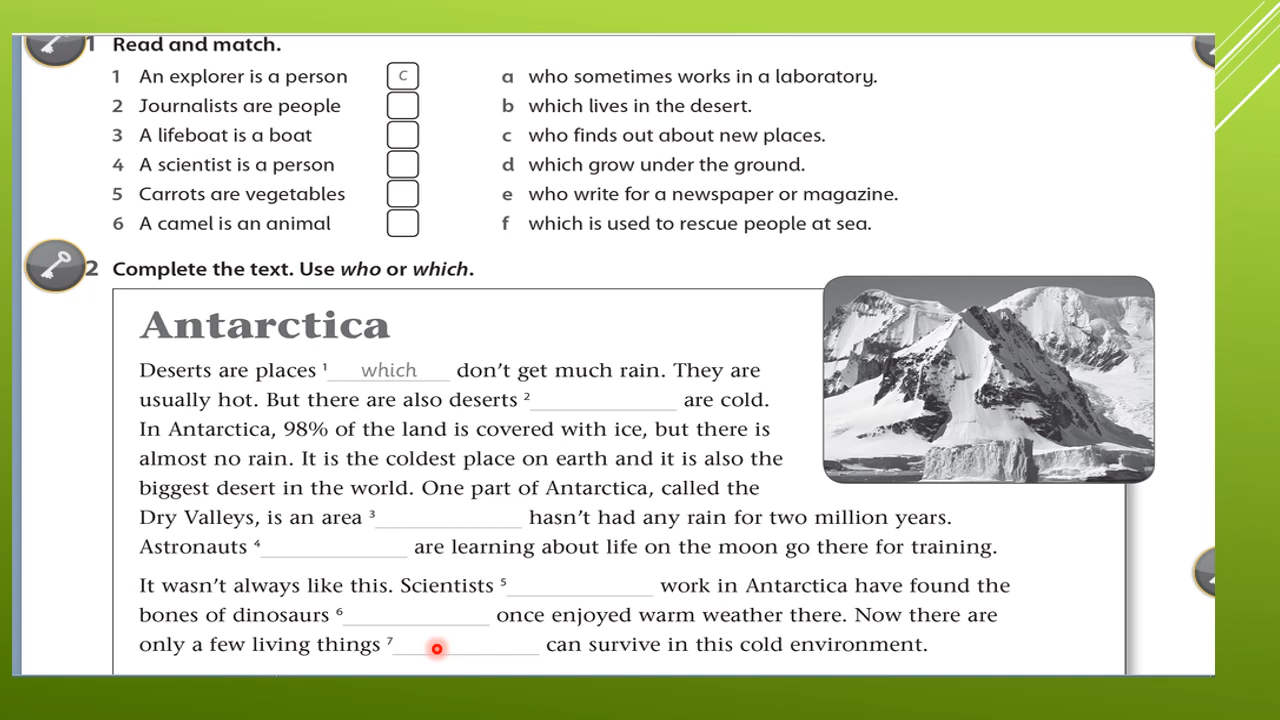 1 Read and match.
1 An explorer is a person c a who sometimes works in a laboratory.
2 Journalists are people b which lives in the desert.
3 A lifeboat is a boat c who finds out about new places.
4 A scientist is a person d which grow under the ground.
5 Carrots are vegetables e who write for a newspaper or magazine.
6 A camel is an animal f which is used to rescue people at sea.
2 Complete the text. Use who or which.
Antarctica
Deserts are places 1 which don't get much rain. They are
usually hot. But there are also deserts 2 are cold.
In Antarctica, 98% of the land is covered with ice, but there is
almost no rain. It is the coldest place on earth and it is also the
biggest desert in the world. One part of Antarctica, called the
Dry Valleys, is an area 3 hasn't had any rain for two million years.
Astronauts 4 are learning about life on the moon go there for training.
It wasn't always like this. Scientists 5 work in Antarctica have found the
bones of dinosaurs 6 once enjoyed warm weather there. Now there are
only a few living things 7 can survive in this cold environment.